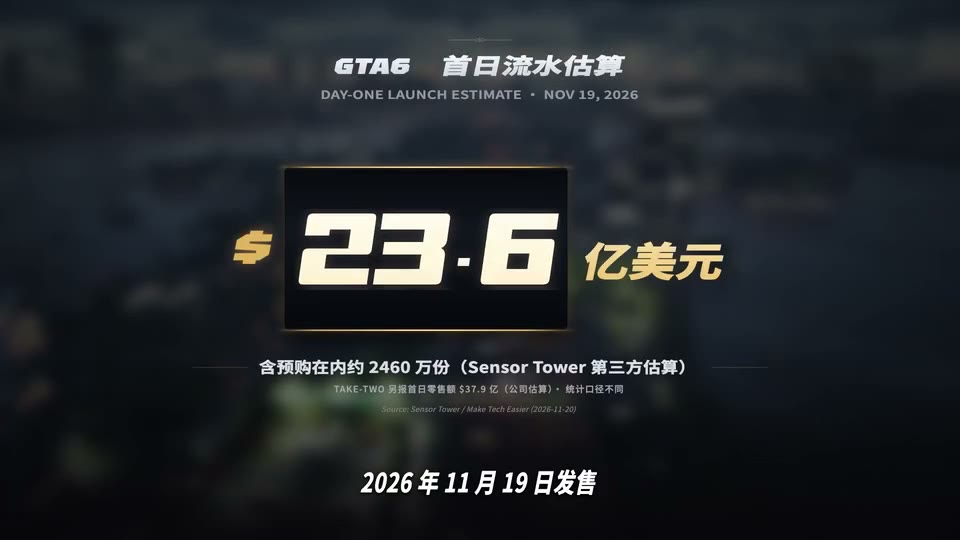 GTA6 首日流水估算
DAY-ONE LAUNCH ESTIMATE • NOV 19, 2026
$ 23.6 亿美元
含预购在内约 2460 万份（Sensor Tower 第三方估算）
TAKE-TWO 另报首日零售额 $37.9 亿（公司估算）· 统计口径不同
Source: Sensor Tower / Make Tech Easier (2026-11-20)
2026 年 11 月 19 日发售